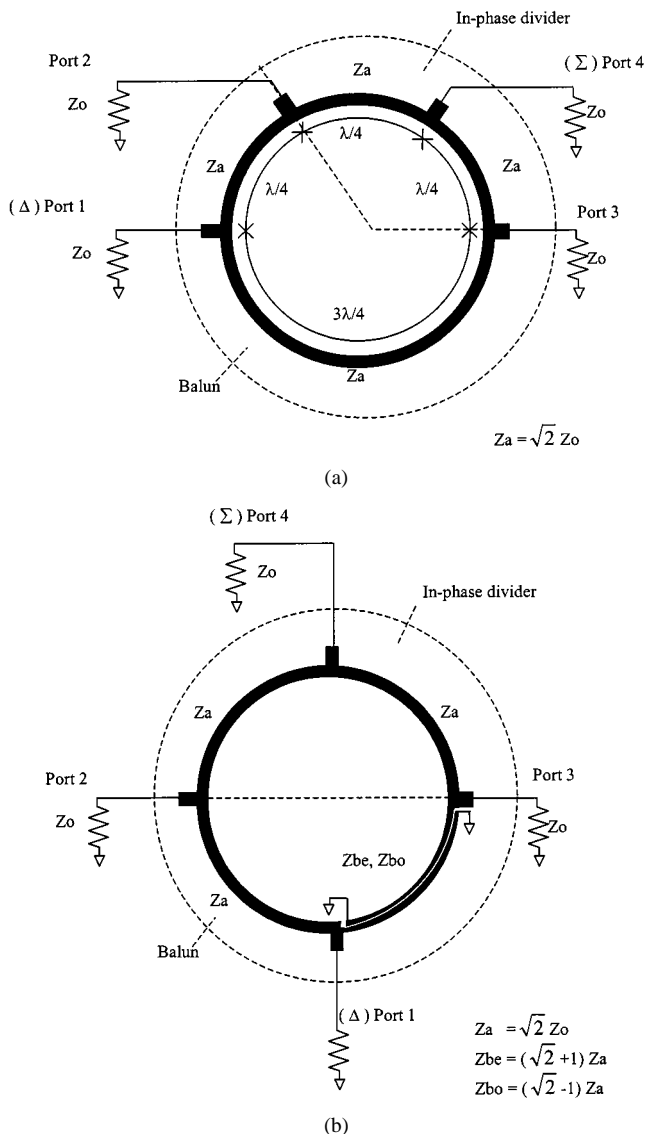 In-phase divider
Port 2
Za
(Σ) Port 4
Zo
Zo
λ/4
Za
Za
λ/4
λ/4
(Δ) Port 1
Port 3
Zo
Zo
3λ/4
Za
Balun
Za = √2 Zo
(a)
(Σ) Port 4
Zo
In-phase divider
Za
Za
Port 2
Port 3
Zo
Zo
Zbe, Zbo
Za
Balun
(Δ) Port 1
Za = √2 Zo
Zbe = (√2 +1) Za
Zbo = (√2 -1) Za
(b)